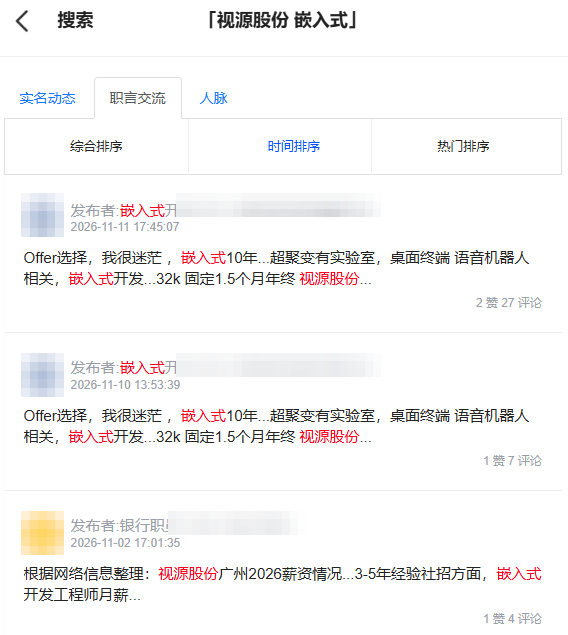 搜索
「视源股份 嵌入式」
实名动态
职言交流
人脉
综合排序
时间排序
热门排序
发布者:嵌入式开
2026-11-11 17:45:07
Offer选择，我很迷茫 ，嵌入式10年...超聚变有实验室，桌面终端 语音机器人
相关，嵌入式开发...32k 固定1.5个月年终 视源股份...
2 赞 27 评论
发布者:嵌入式开
2026-11-10 13:53:39
Offer选择，我很迷茫 ，嵌入式10年...超聚变有实验室，桌面终端 语音机器人
相关，嵌入式开发...32k 固定1.5个月年终 视源股份...
1 赞 7 评论
发布者:银行职
2026-11-02 17:01:35
根据网络信息整理：视源股份广州2026薪资情况...3-5年经验社招方面，嵌入式
开发工程师月薪...
1 赞 4 评论